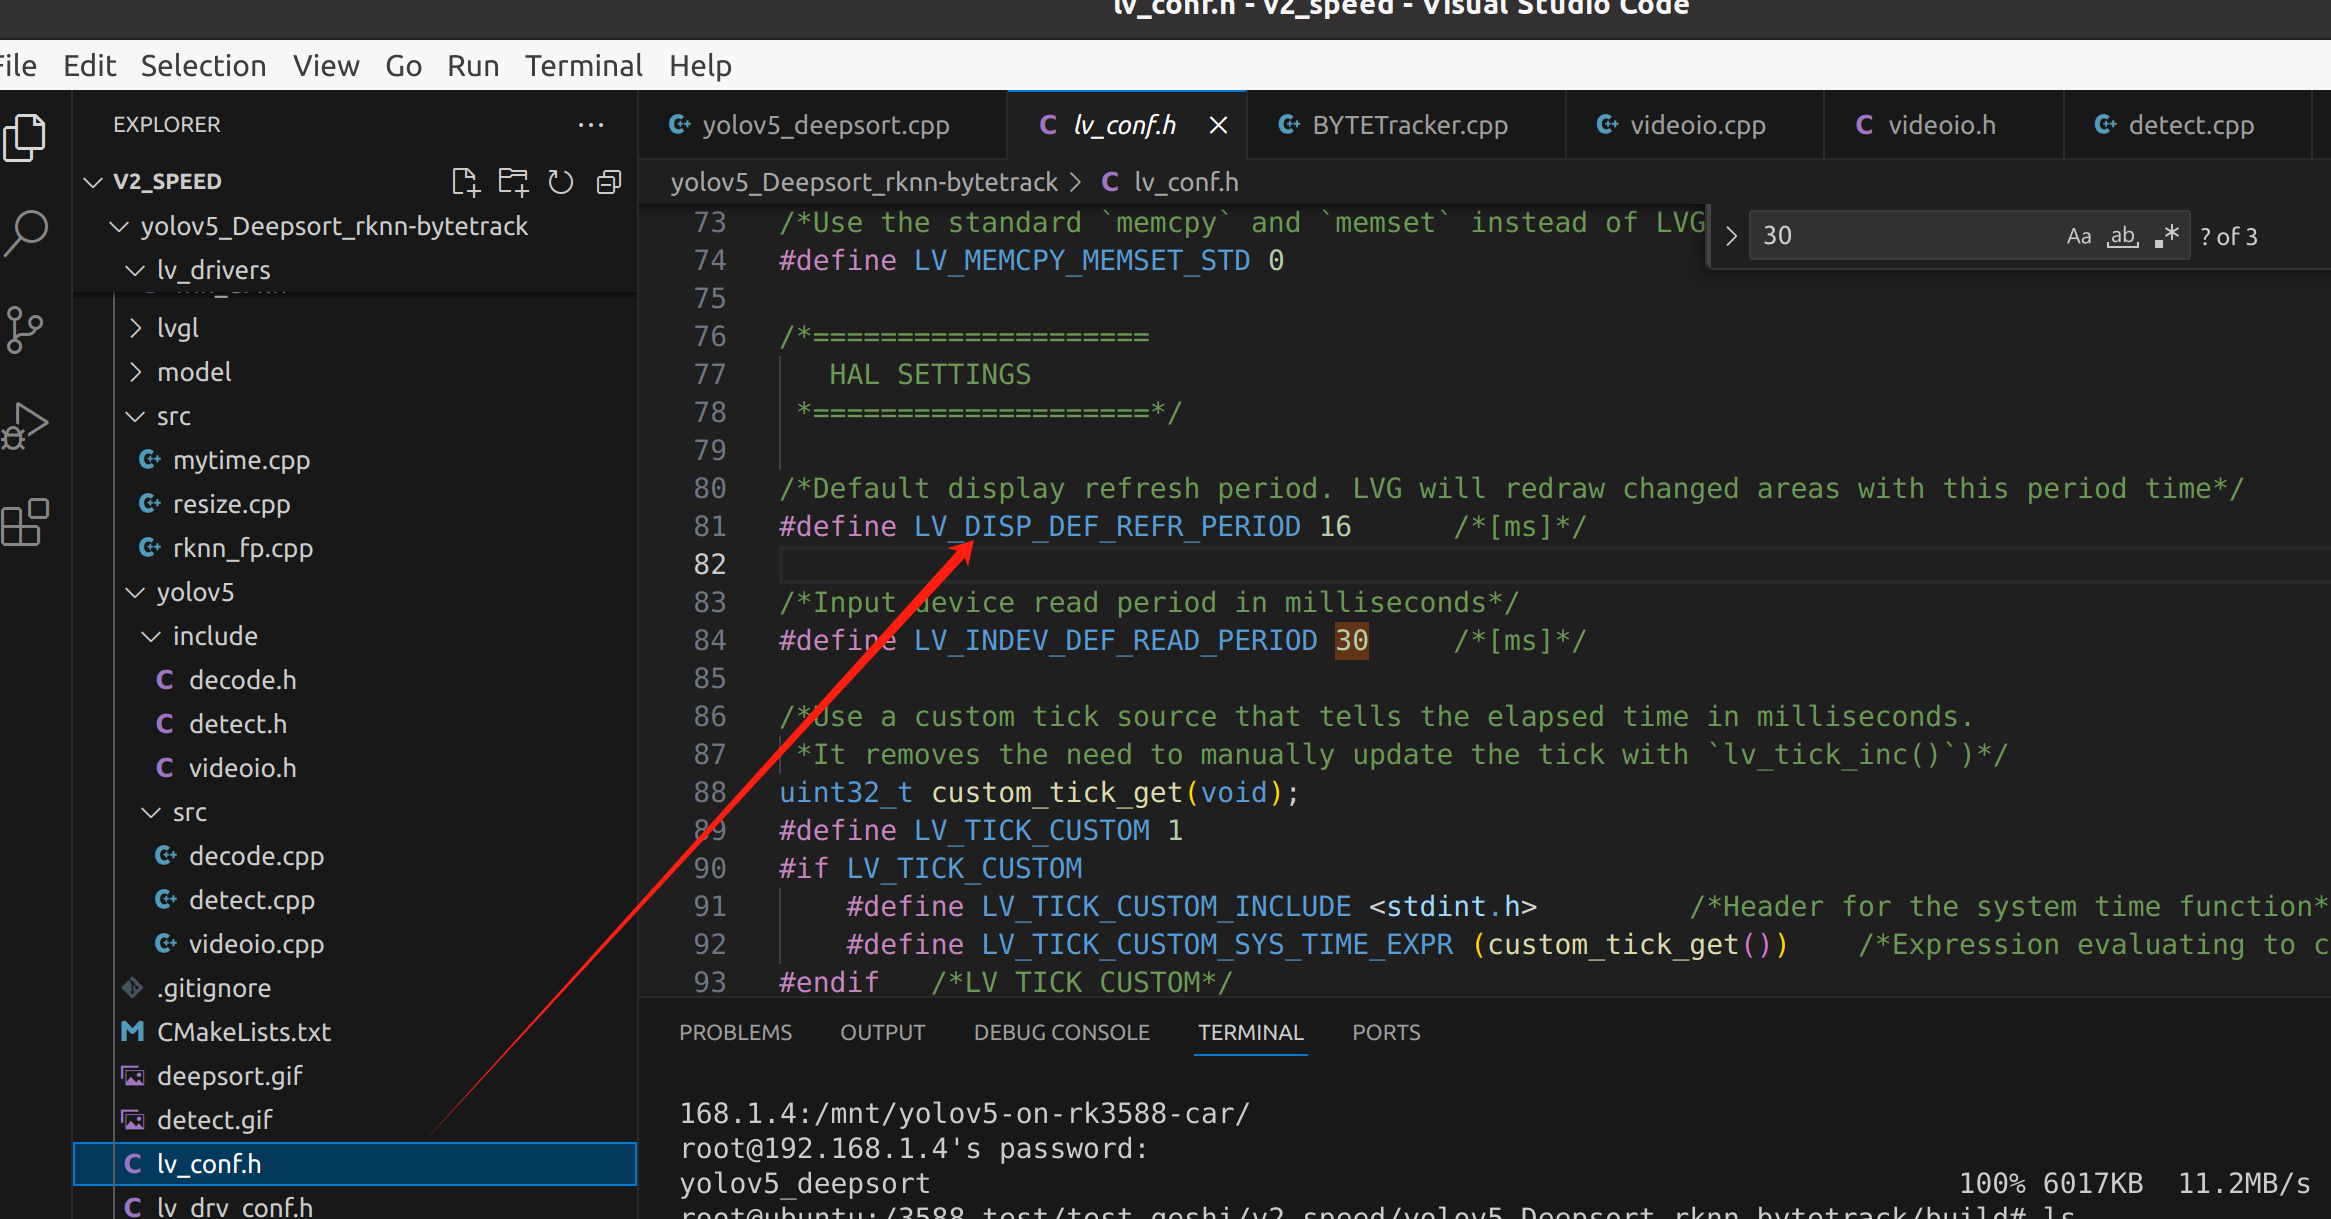 lv_conf.h - v2_speed - Visual Studio Code
File Edit Selection View Go Run Terminal Help
EXPLORER
V2_SPEED
yolov5_Deepsort_rknn-bytetrack
lv_drivers
lvgl
model
src
mytime.cpp
resize.cpp
rknn_fp.cpp
yolov5
include
decode.h
detect.h
videoio.h
src
decode.cpp
detect.cpp
videoio.cpp
.gitignore
CMakeLists.txt
deepsort.gif
detect.gif
lv_conf.h
lv_drv_conf.h
yolov5_deepsort.cpp lv_conf.h BYTETracker.cpp videoio.cpp videoio.h detect.cpp
yolov5_Deepsort_rknn-bytetrack > lv_conf.h
30 Aa ab .* ? of 3
73 /*Use the standard `memcpy` and `memset` instead of LVG
74 #define LV_MEMCPY_MEMSET_STD 0
75
76 /*====================
77 HAL SETTINGS
78 *====================*/
79
80 /*Default display refresh period. LVG will redraw changed areas with this period time*/
81 #define LV_DISP_DEF_REFR_PERIOD 16 /*[ms]*/
82
83 /*Input device read period in milliseconds*/
84 #define LV_INDEV_DEF_READ_PERIOD 30 /*[ms]*/
85
86 /*Use a custom tick source that tells the elapsed time in milliseconds.
87 *It removes the need to manually update the tick with `lv_tick_inc()`)*/
88 uint32_t custom_tick_get(void);
89 #define LV_TICK_CUSTOM 1
90 #if LV_TICK_CUSTOM
91 #define LV_TICK_CUSTOM_INCLUDE <stdint.h> /*Header for the system time function*
92 #define LV_TICK_CUSTOM_SYS_TIME_EXPR (custom_tick_get()) /*Expression evaluating to c
93 #endif /*LV_TICK_CUSTOM*/
PROBLEMS OUTPUT DEBUG CONSOLE TERMINAL PORTS
168.1.4:/mnt/yolov5-on-rk3588-car/
root@192.168.1.4's password:
yolov5_deepsort 100% 6017KB 11.2MB/s
root@ubuntu:/3588_test/test_geshi/v2_speed/yolov5_Deepsort_rknn-bytetrack/build# ls